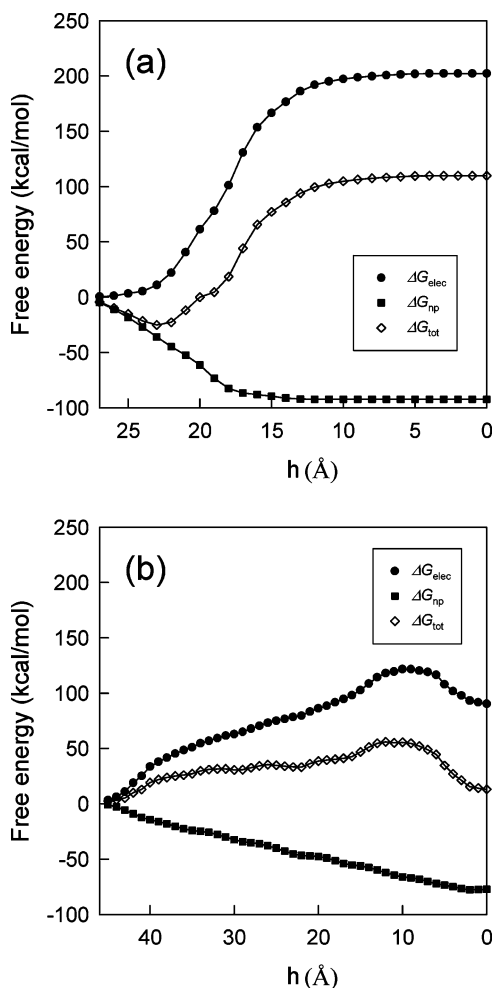 (a)
Free energy (kcal/mol)
250
200
150
100
50
0
-50
-100
ΔGelec
ΔGnp
ΔGtot
25 20 15 10 5 0
h (Å)
(b)
Free energy (kcal/mol)
250
200
150
100
50
0
-50
-100
ΔGelec
ΔGnp
ΔGtot
40 30 20 10 0
h (Å)